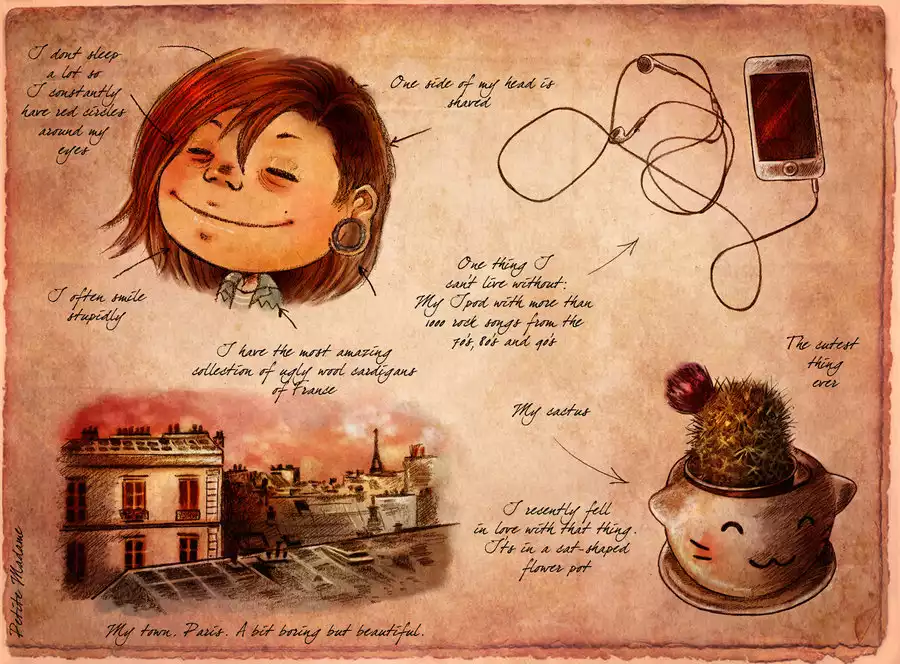 I dont sleep
a lot so
I constantly
have red circles
around my
eyes
One side of my head is
shaved
I often smile
stupidly
One thing I
can't live without:
My Ipod with more than
1000 rock songs from the
70's, 80's and 90's
I have the most amazing
collection of ugly wool cardigans
of France
The cutest
thing
ever
My cactus
I recently fell
in love with that thing.
It's in a cat-shaped
flower pot
Petite Madame
My town. Paris. A bit boring but beautiful.